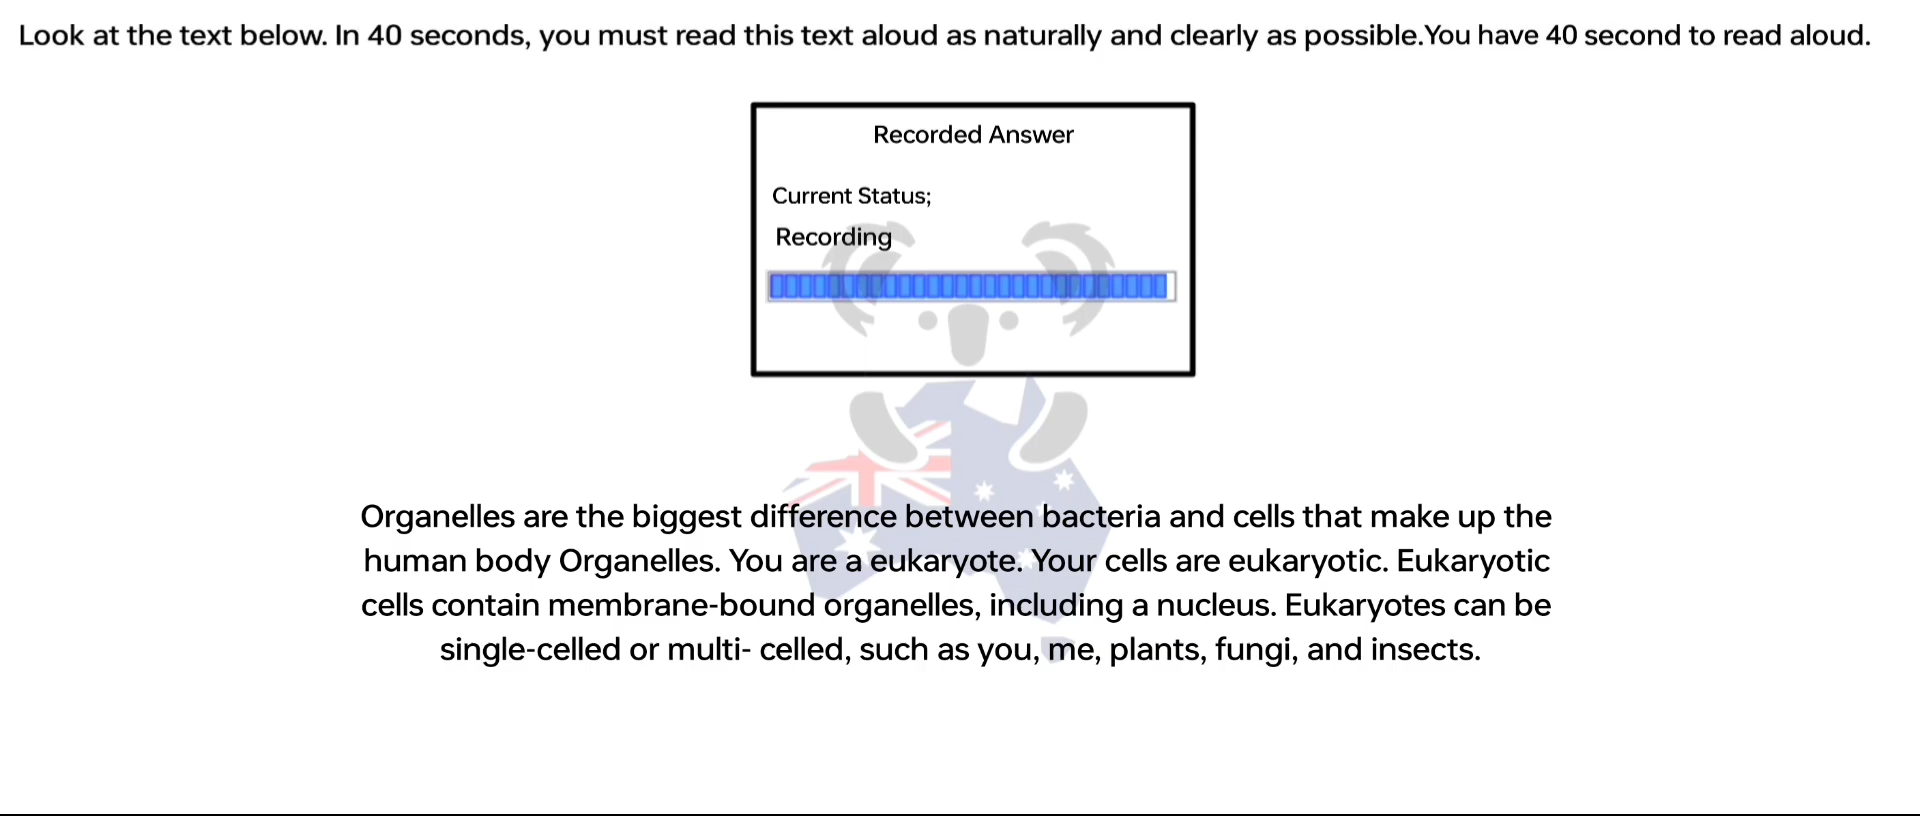 Look at the text below. In 40 seconds, you must read this text aloud as naturally and clearly as possible.You have 40 second to read aloud.
Recorded Answer
Current Status;
Recording
Organelles are the biggest difference between bacteria and cells that make up the
human body Organelles. You are a eukaryote. Your cells are eukaryotic. Eukaryotic
cells contain membrane-bound organelles, including a nucleus. Eukaryotes can be
single-celled or multi- celled, such as you, me, plants, fungi, and insects.